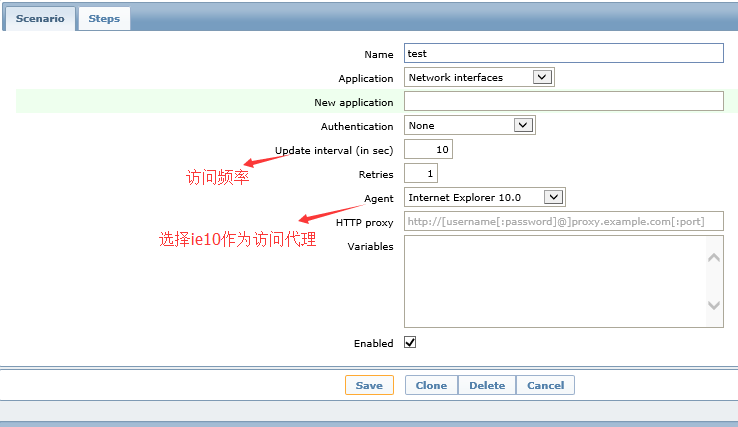 Scenario Steps
Name test
Application Network interfaces
New application
Authentication None
Update interval (in sec) 10
访问频率
Retries 1
Agent Internet Explorer 10.0
HTTP proxy http://[username[:password]@]proxy.example.com[:port]
选择ie10作为访问代理
Variables
Enabled
Save Clone Delete Cancel